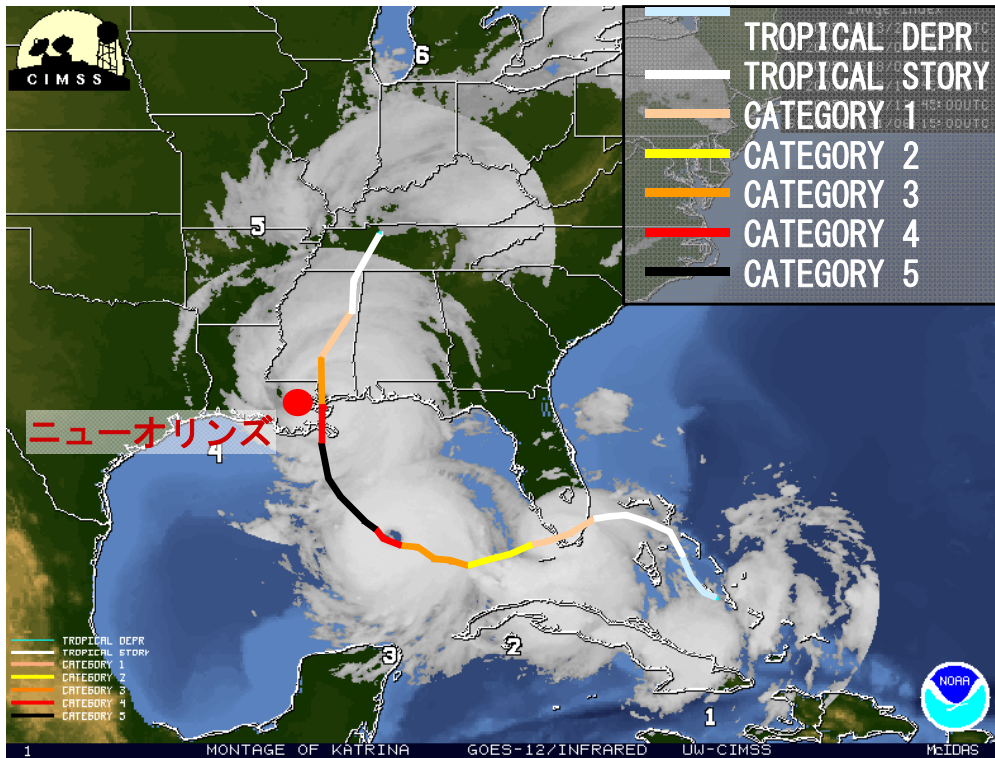 CIMSS
6
TROPICAL DEPR
TROPICAL STORY
CATEGORY 1
CATEGORY 2
CATEGORY 3
CATEGORY 4
CATEGORY 5
5
ニューオリンズ
4
TROPICAL DEPR
TROPICAL STORY
CATEGORY 1
CATEGORY 2
CATEGORY 3
CATEGORY 4
CATEGORY 5
3
2
1
NOAA
1 MONTAGE OF KATRINA GOES-12/INFRARED UW-CIMSS McIDAS